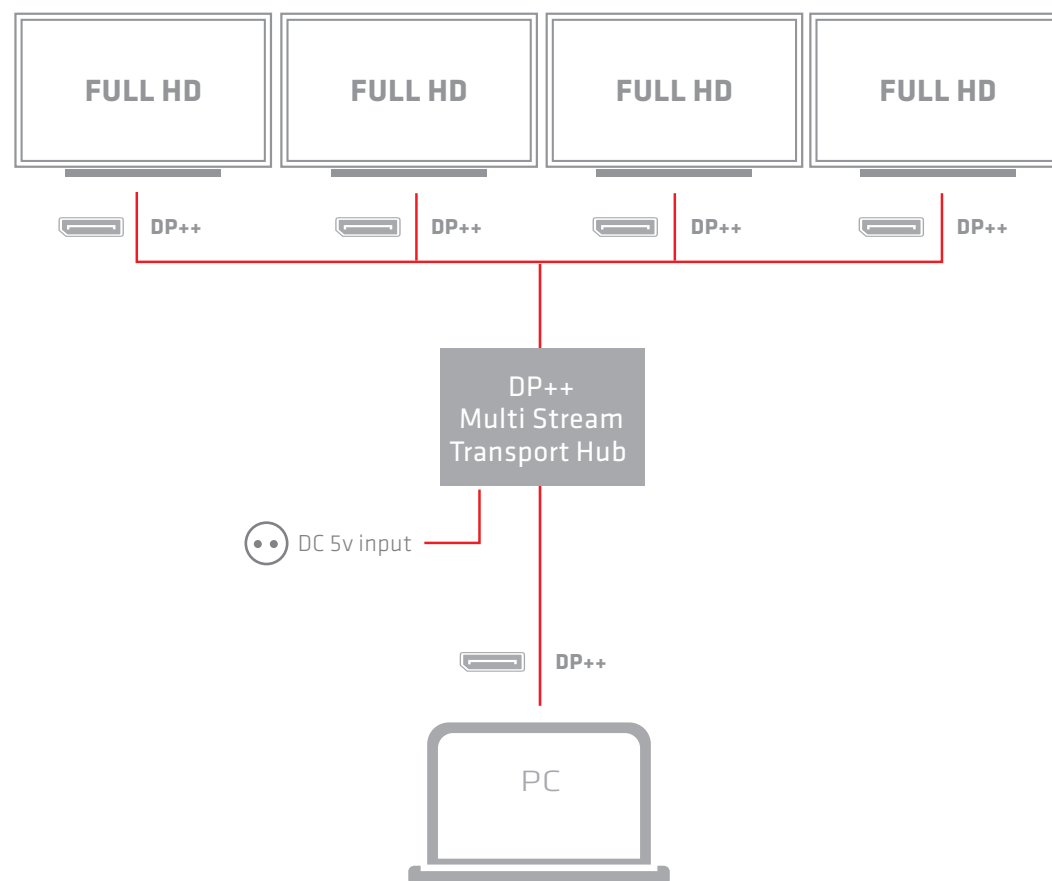 FULL HD
FULL HD
FULL HD
FULL HD
DP++
DP++
DP++
DP++
DP++
Multi Stream
Transport Hub
DC 5v input
DP++
PC